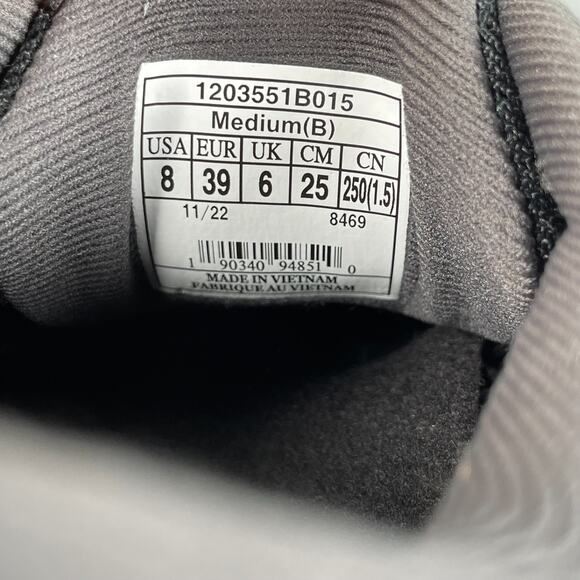 1203551B015
Medium(B)
USA EUR UK CM CN
8 39 6 25 250(1.5)
11/22 8469
1 90340 94851 0
MADE IN VIETNAM
FABRIQUE AU VIETNAM